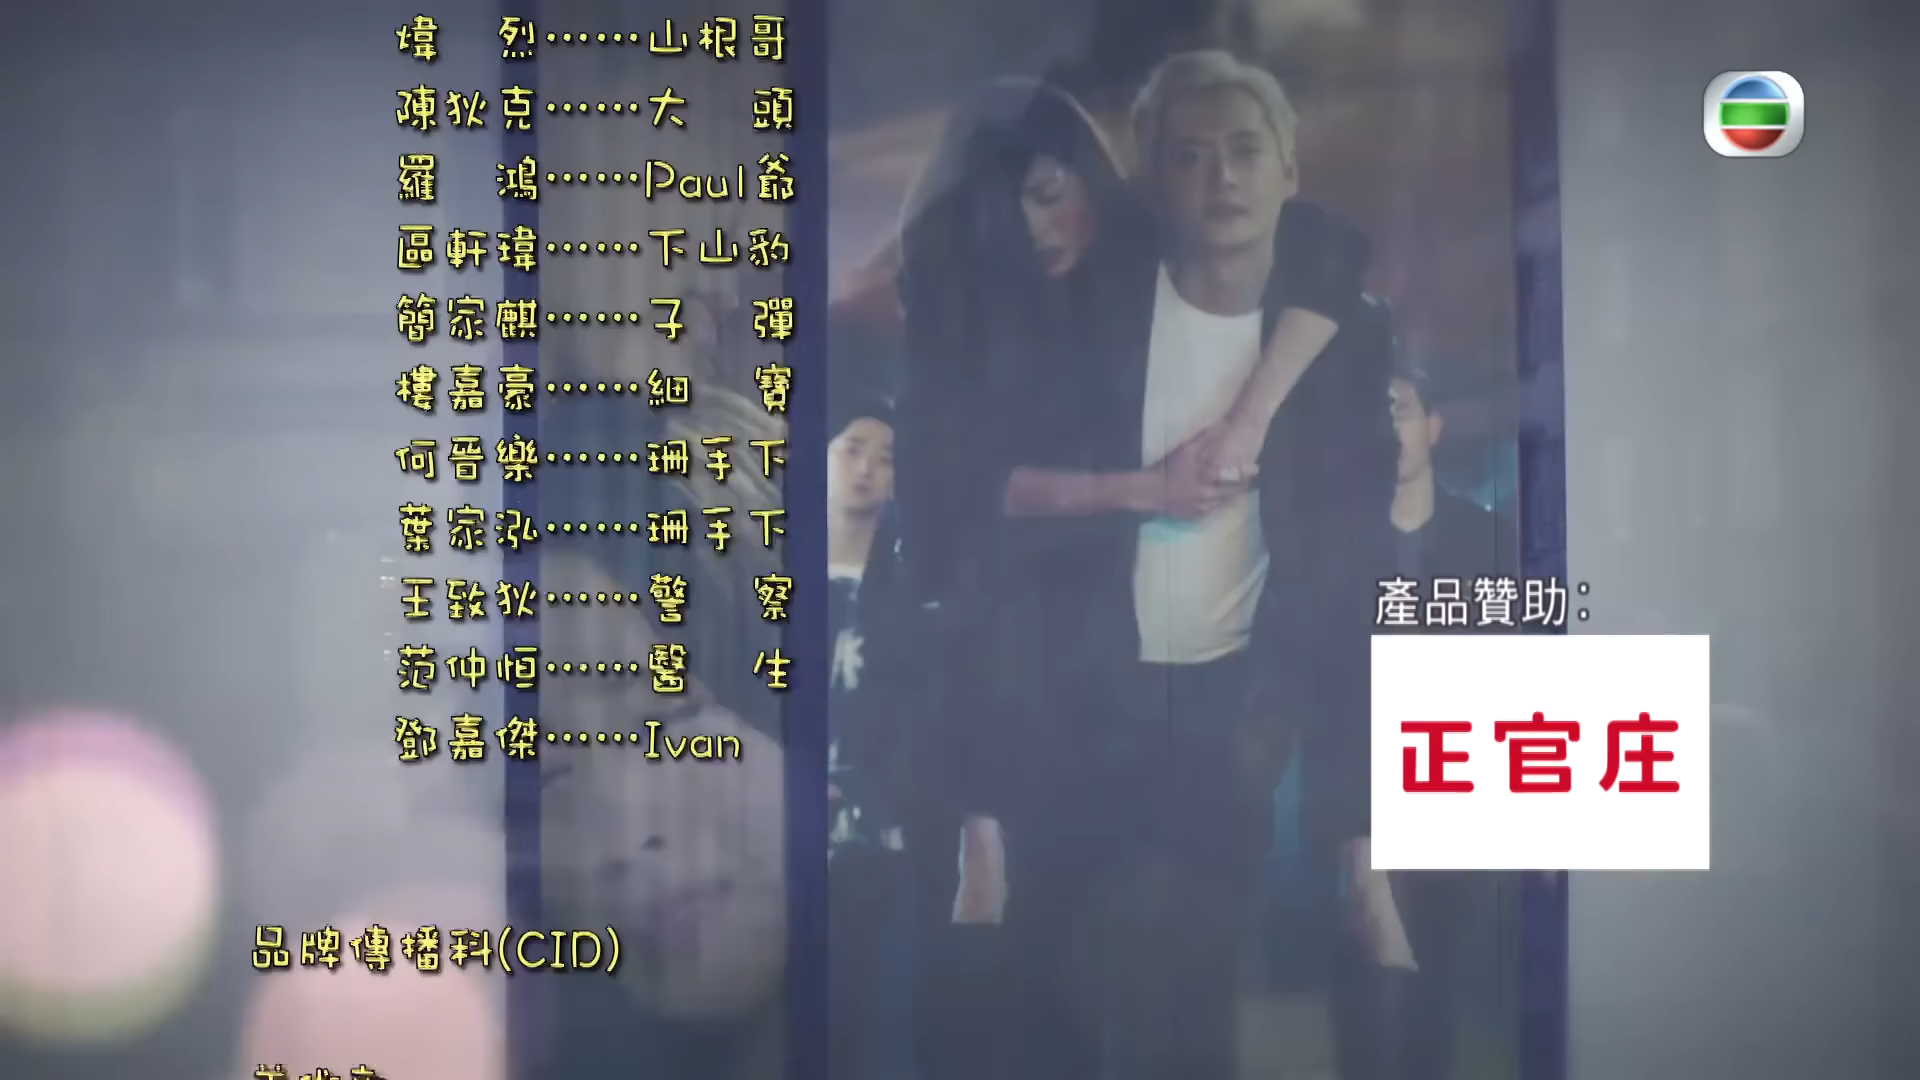 煒　烈……山根哥
陳狄克……大　頭
羅　鴻……Paul爺
區軒瑋……下山豹
簡家麒……子　彈
樓嘉豪……細　寶
何晉樂……珊手下
葉家泓……珊手下
王致狄……警　察
范仲恒……醫　生
鄧嘉傑……Ivan
產品贊助：
正官庄
品牌傳播科(CID)